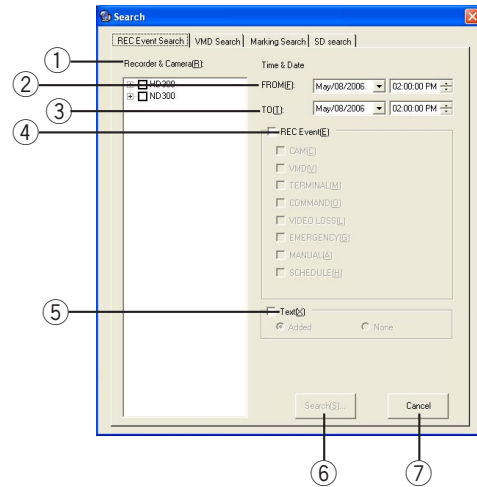 Search
REC Event Search VMD Search Marking Search SD search
① Recorder & Camera(R): Time & Date
② HD300 FROM(F): May/08/2006 02:00:00 PM
ND300
③ TO(T): May/08/2006 02:00:00 PM
④ REC Event(E)
CAM(C)
VMD(V)
TERMINAL(M)
COMMAND(O)
VIDEO LOSS(L)
EMERGENCY(G)
MANUAL(A)
SCHEDULE(H)
⑤ Text(X)
Added None
Search(S)... Cancel
⑥ ⑦